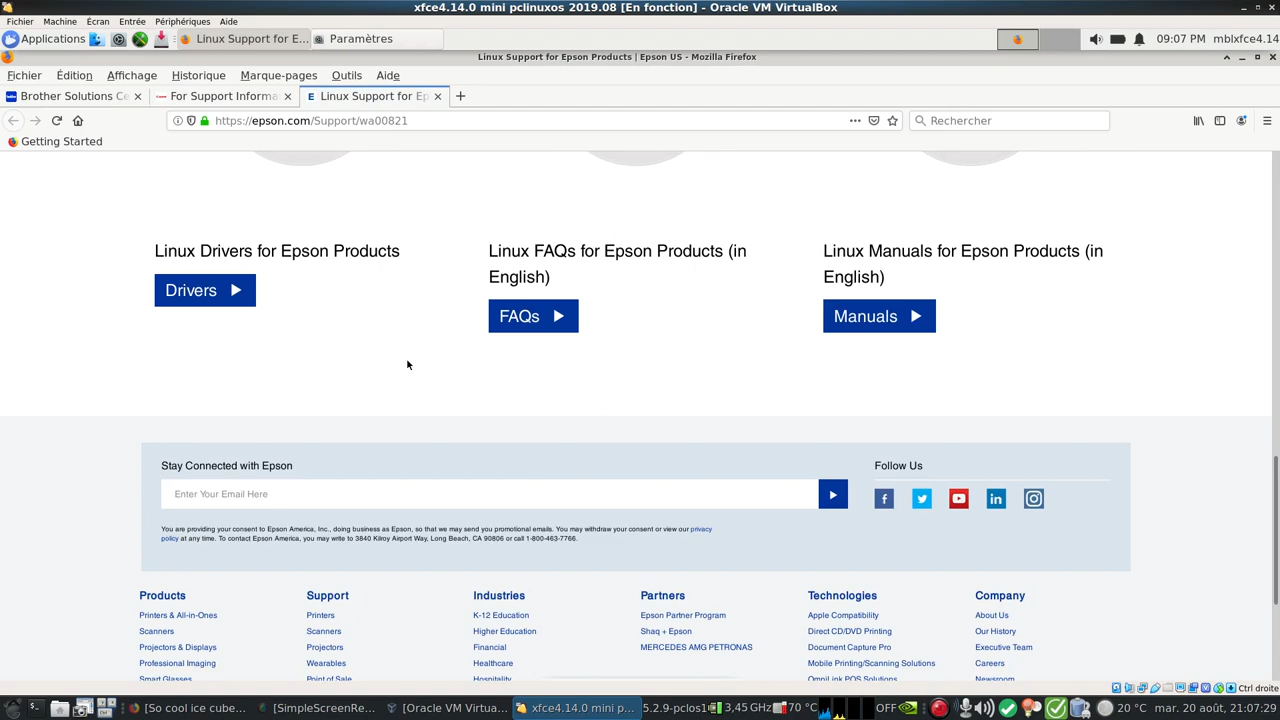 xfce4.14.0 mini pclinuxos 2019.08 [En fonction] - Oracle VM VirtualBox
Fichier Machine Écran Entrée Périphériques Aide
Applications Linux Support for E... Paramètres 09:07 PM mblxfce4.14
Linux Support for Epson Products | Epson US - Mozilla Firefox
Fichier Édition Affichage Historique Marque-pages Outils Aide
Brother Solutions Ce For Support Informa E Linux Support for Ep
https://epson.com/Support/wa00821 Rechercher
Getting Started
Linux Drivers for Epson Products
Drivers
Linux FAQs for Epson Products (in
English)
FAQs
Linux Manuals for Epson Products (in
English)
Manuals
Stay Connected with Epson
Enter Your Email Here
You are providing your consent to Epson America, Inc., doing business as Epson, so that we may send you promotional emails. You may withdraw your consent or view our privacy
policy at any time. To contact Epson America, you may write to 3840 Kilroy Airport Way, Long Beach, CA 90806 or call 1-800-463-7766.
Follow Us
Products
Printers & All-in-Ones
Scanners
Projectors & Displays
Professional Imaging
Smart Glasses
Support
Printers
Scanners
Projectors
Wearables
Point of Sale
Industries
K-12 Education
Higher Education
Financial
Healthcare
Hospitality
Partners
Epson Partner Program
Shaq + Epson
MERCEDES AMG PETRONAS
Technologies
Apple Compatibility
Direct CD/DVD Printing
Document Capture Pro
Mobile Printing/Scanning Solutions
OmniLink POS Solutions
Company
About Us
Our History
Executive Team
Careers
Newsroom
Ctrl droite
[So cool ice cube... [SimpleScreenRe... [Oracle VM Virtua... xfce4.14.0 mini p... 5.2.9-pclos1 3,45 GHz 70 °C OFF 20 °C mar. 20 août, 21:07:29